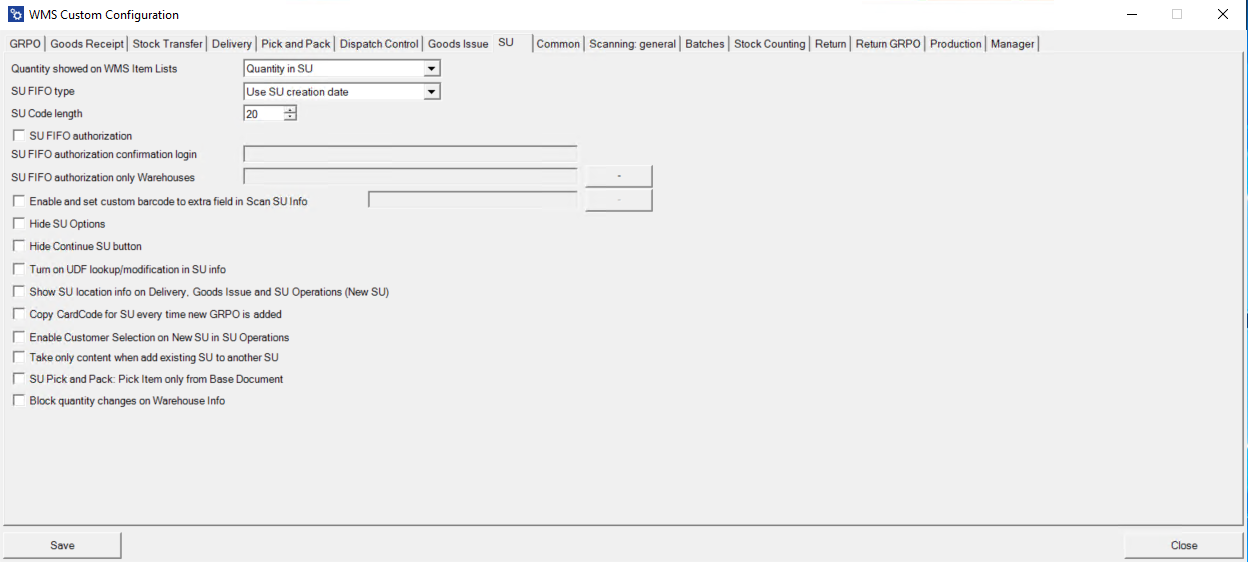 WMS Custom Configuration
GRPO Goods Receipt Stock Transfer Delivery Pick and Pack Dispatch Control Goods Issue SU Common Scanning: general Batches Stock Counting Return Return GRPO Production Manager
Quantity showed on WMS Item Lists Quantity in SU
SU FIFO type Use SU creation date
SU Code length 20
SU FIFO authorization
SU FIFO authorization confirmation login
SU FIFO authorization only Warehouses -
Enable and set custom barcode to extra field in Scan SU Info -
Hide SU Options
Hide Continue SU button
Turn on UDF lookup/modification in SU info
Show SU location info on Delivery, Goods Issue and SU Operations (New SU)
Copy CardCode for SU every time new GRPO is added
Enable Customer Selection on New SU in SU Operations
Take only content when add existing SU to another SU
SU Pick and Pack: Pick Item only from Base Document
Block quantity changes on Warehouse Info
Save Close